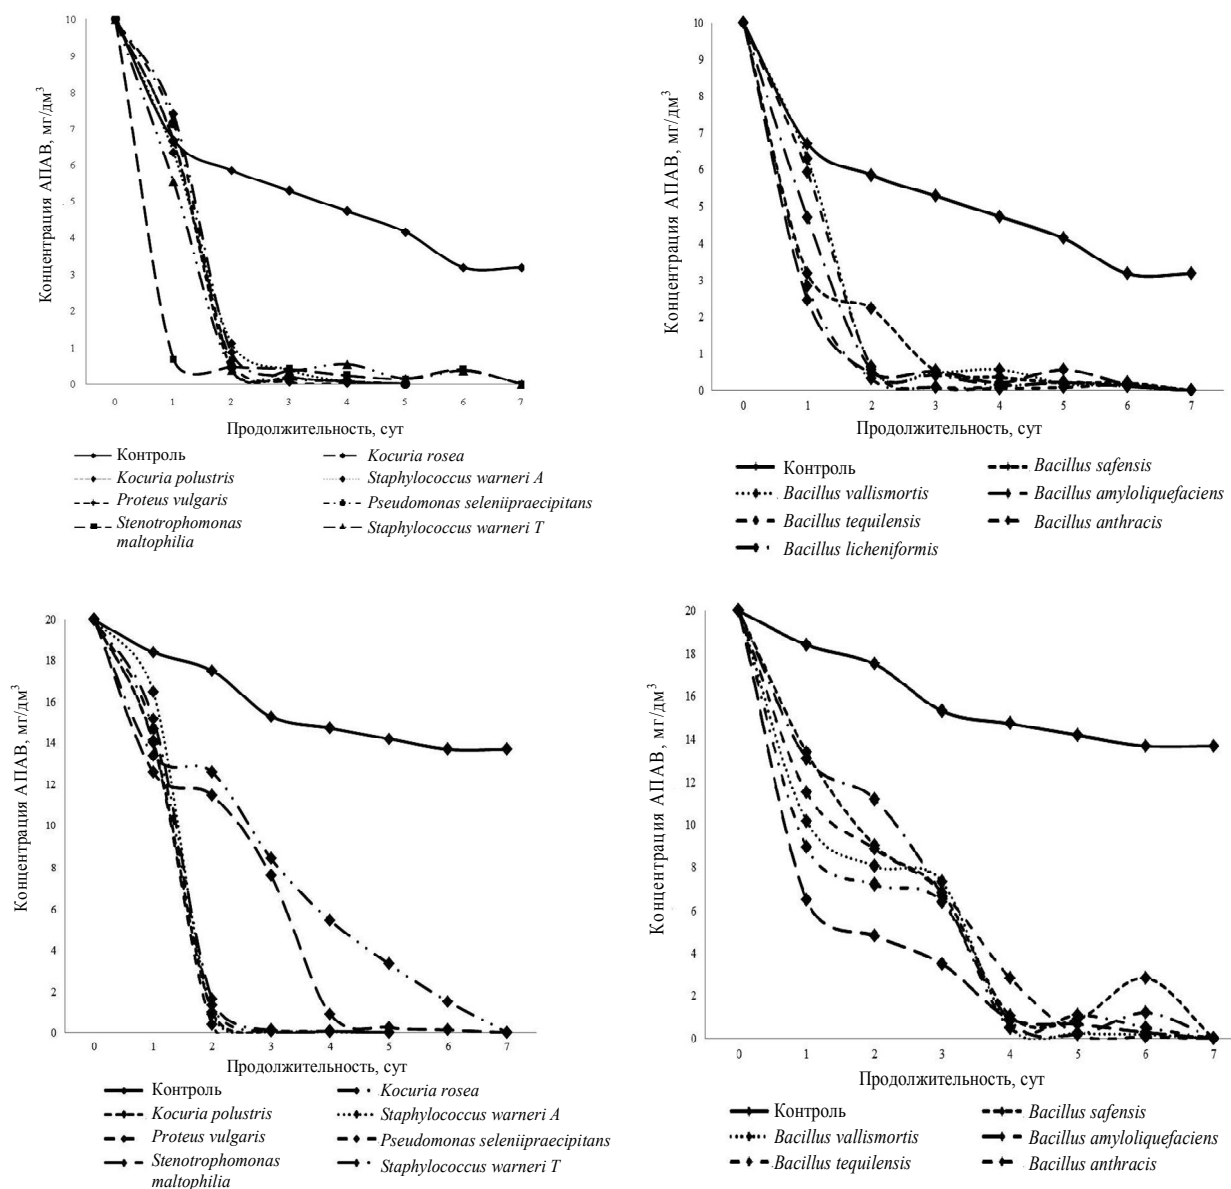 10
9
8
7
6
5
4
3
2
1
0
Концентрация АПАВ, мг/дм³
0 1 2 3 4 5 6 7
Продолжительность, сут
Контроль
Kocuria rosea
Kocuria polustris
Staphylococcus warneri A
Proteus vulgaris
Pseudomonas seleniipraecipitans
Stenotrophomonas
maltophilia
Staphylococcus warneri T
10
9
8
7
6
5
4
3
2
1
0
Концентрация АПАВ, мг/дм³
0 1 2 3 4 5 6 7
Продолжительность, сут
Контроль
Bacillus safensis
Bacillus vallismortis
Bacillus amyloliquefaciens
Bacillus tequilensis
Bacillus anthracis
Bacillus licheniformis
20
18
16
14
12
10
8
6
4
2
0
Концентрация АПАВ, мг/дм³
0 1 2 3 4 5 6 7
Продолжительность, сут
Контроль
Kocuria rosea
Kocuria polustris
Staphylococcus warneri A
Proteus vulgaris
Pseudomonas seleniipraecipitans
Stenotrophomonas
maltophilia
Staphylococcus warneri T
20
18
16
14
12
10
8
6
4
2
0
Концентрация АПАВ, мг/дм³
0 1 2 3 4 5 6 7
Продолжительность, сут
Контроль
Bacillus safensis
Bacillus vallismortis
Bacillus amyloliquefaciens
Bacillus tequilensis
Bacillus anthracis